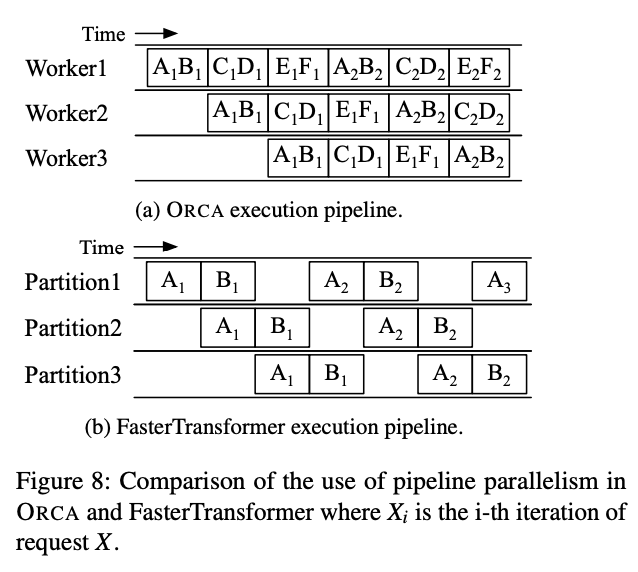 Time
Worker1 A₁B₁ C₁D₁ E₁F₁ A₂B₂ C₂D₂ E₂F₂
Worker2 A₁B₁ C₁D₁ E₁F₁ A₂B₂ C₂D₂
Worker3 A₁B₁ C₁D₁ E₁F₁ A₂B₂
(a) ORCA execution pipeline.
Time
Partition1 A₁ B₁ A₂ B₂ A₃
Partition2 A₁ B₁ A₂ B₂
Partition3 A₁ B₁ A₂ B₂
(b) FasterTransformer execution pipeline.
Figure 8: Comparison of the use of pipeline parallelism in
ORCA and FasterTransformer where Xᵢ is the i-th iteration of
request X.